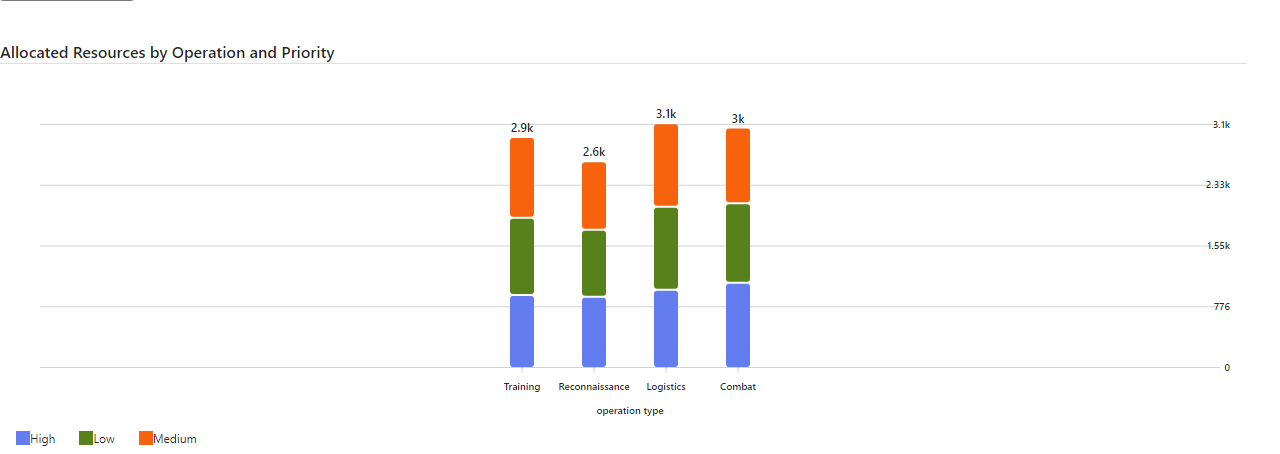 Allocated Resources by Operation and Priority
3.1k
3k
2.9k
2.6k
3.1k
2.33k
1.55k
776
0
Training Reconnaissance Logistics Combat
operation type
High Low Medium